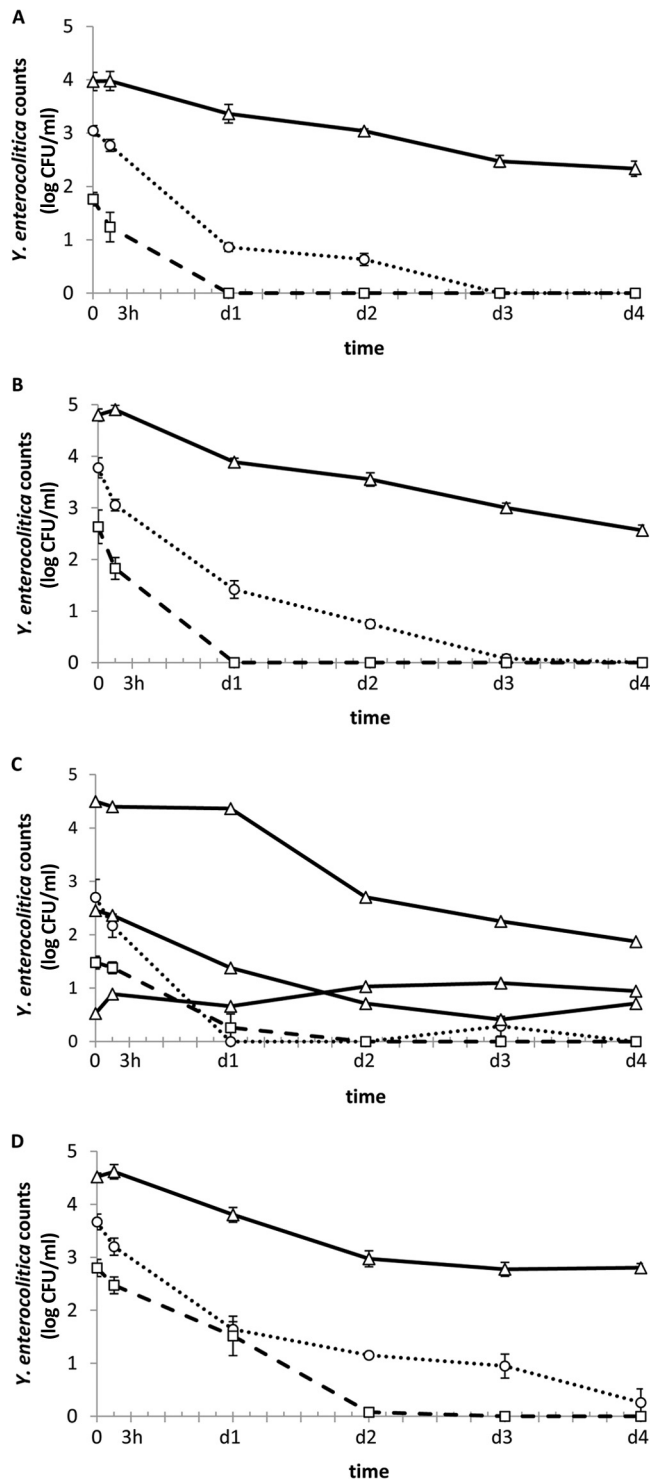 A
5
4
3
2
1
0
Y. enterocolitica counts
(log CFU/ml)
0 3h d1 d2 d3 d4
time
B
5
4
3
2
1
0
Y. enterocolitica counts
(log CFU/ml)
0 3h d1 d2 d3 d4
time
C
5
4
3
2
1
0
Y. enterocolitica counts
(log CFU/ml)
0 3h d1 d2 d3 d4
time
D
5
4
3
2
1
0
Y. enterocolitica counts
(log CFU/ml)
0 3h d1 d2 d3 d4
time